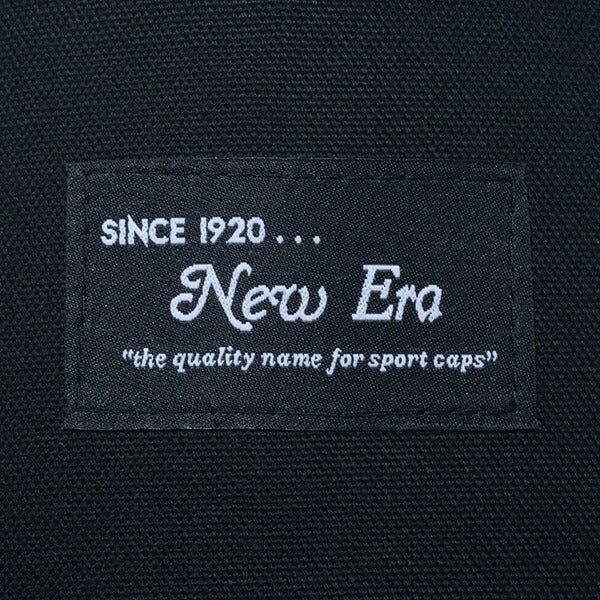 SINCE 1920...
New Era
"the quality name for sport caps"